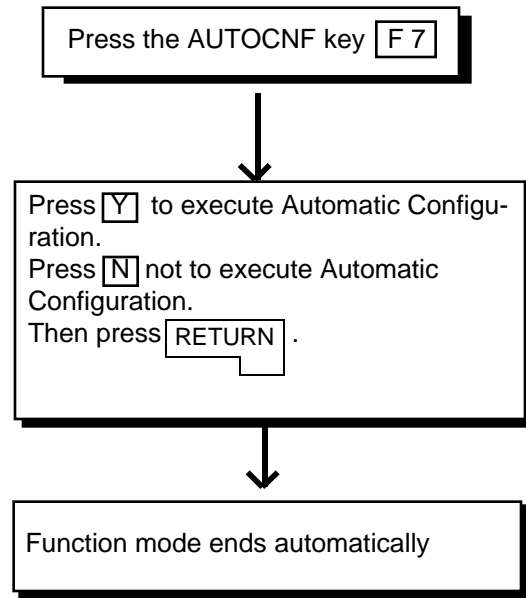 Press the AUTOCNF key F 7
Press Y to execute Automatic Configu-
ration.
Press N not to execute Automatic
Configuration.
Then press RETURN .
Function mode ends automatically